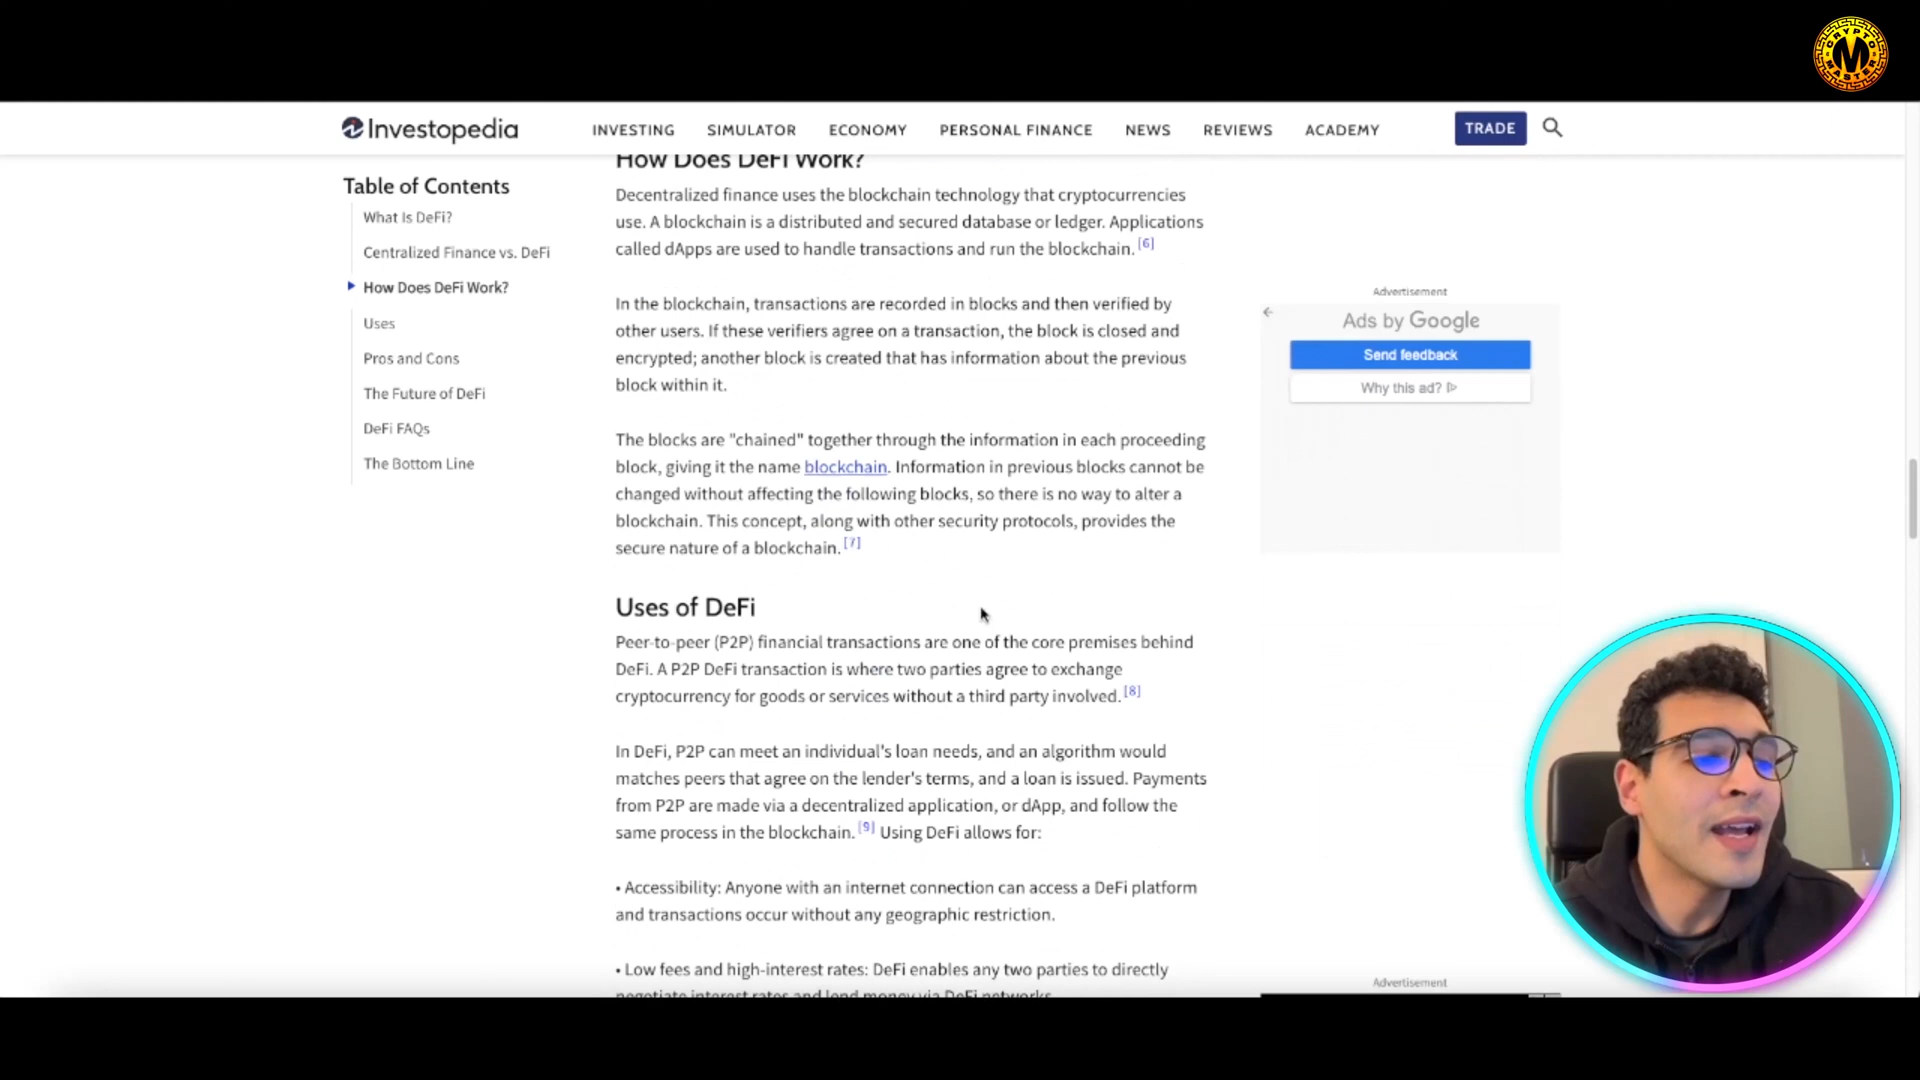 CRYPTO
M
MASTER
Investopedia
INVESTING SIMULATOR ECONOMY PERSONAL FINANCE NEWS REVIEWS ACADEMY TRADE
Table of Contents
What Is DeFi?
Centralized Finance vs. DeFi
How Does DeFi Work?
Uses
Pros and Cons
The Future of DeFi
DeFi FAQs
The Bottom Line
How Does DeFi Work?
Decentralized finance uses the blockchain technology that cryptocurrencies
use. A blockchain is a distributed and secured database or ledger. Applications
called dApps are used to handle transactions and run the blockchain. [6]
In the blockchain, transactions are recorded in blocks and then verified by
other users. If these verifiers agree on a transaction, the block is closed and
encrypted; another block is created that has information about the previous
block within it.
The blocks are "chained" together through the information in each proceeding
block, giving it the name blockchain. Information in previous blocks cannot be
changed without affecting the following blocks, so there is no way to alter a
blockchain. This concept, along with other security protocols, provides the
secure nature of a blockchain. [7]
Uses of DeFi
Peer-to-peer (P2P) financial transactions are one of the core premises behind
DeFi. A P2P DeFi transaction is where two parties agree to exchange
cryptocurrency for goods or services without a third party involved. [8]
In DeFi, P2P can meet an individual's loan needs, and an algorithm would
matches peers that agree on the lender's terms, and a loan is issued. Payments
from P2P are made via a decentralized application, or dApp, and follow the
same process in the blockchain. [9] Using DeFi allows for:
• Accessibility: Anyone with an internet connection can access a DeFi platform
and transactions occur without any geographic restriction.
• Low fees and high-interest rates: DeFi enables any two parties to directly
negotiate interest rates and lend money via DeFi networks.
Advertisement
Ads by Google
Send feedback
Why this ad?
Advertisement